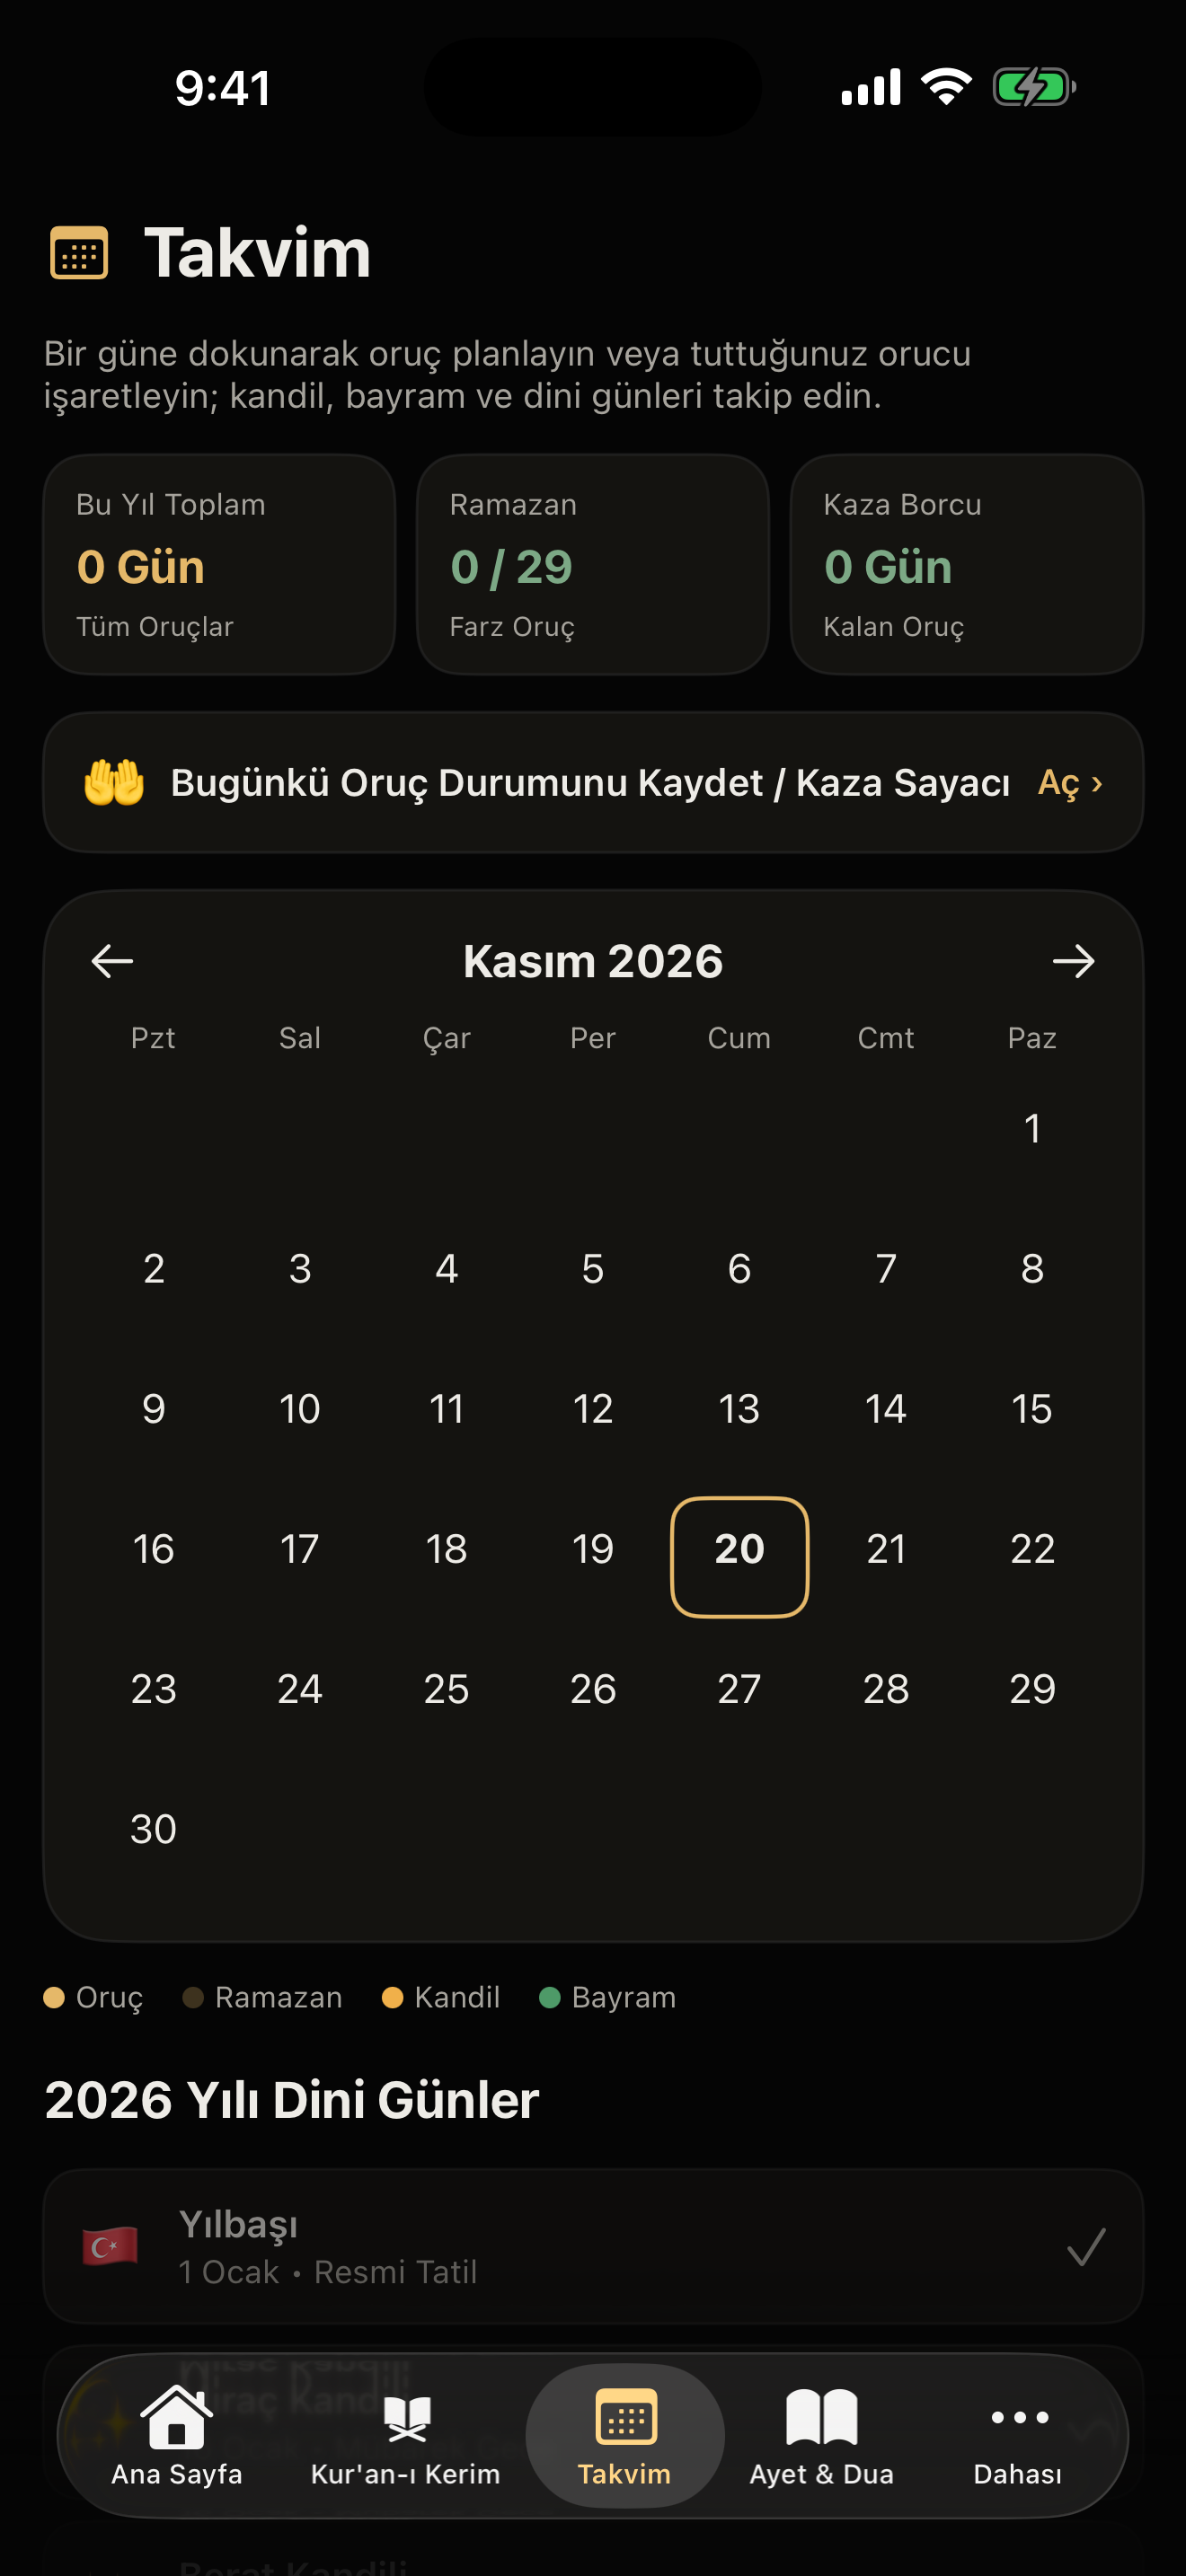 9:41
Takvim
Bir güne dokunarak oruç planlayın veya tuttuğunuz orucu
işaretleyin; kandil, bayram ve dini günleri takip edin.
Bu Yıl Toplam
0 Gün
Tüm Oruçlar
Ramazan
0 / 29
Farz Oruç
Kaza Borcu
0 Gün
Kalan Oruç
Bugünkü Oruç Durumunu Kaydet / Kaza Sayacı Aç ›
Kasım 2026
Pzt Sal Çar Per Cum Cmt Paz
1
2 3 4 5 6 7 8
9 10 11 12 13 14 15
16 17 18 19 20 21 22
23 24 25 26 27 28 29
30
Oruç Ramazan Kandil Bayram
2026 Yılı Dini Günler
Yılbaşı
1 Ocak • Resmi Tatil
Ana Sayfa Kur'an-ı Kerim Takvim Ayet & Dua Dahası
Berat Kandili